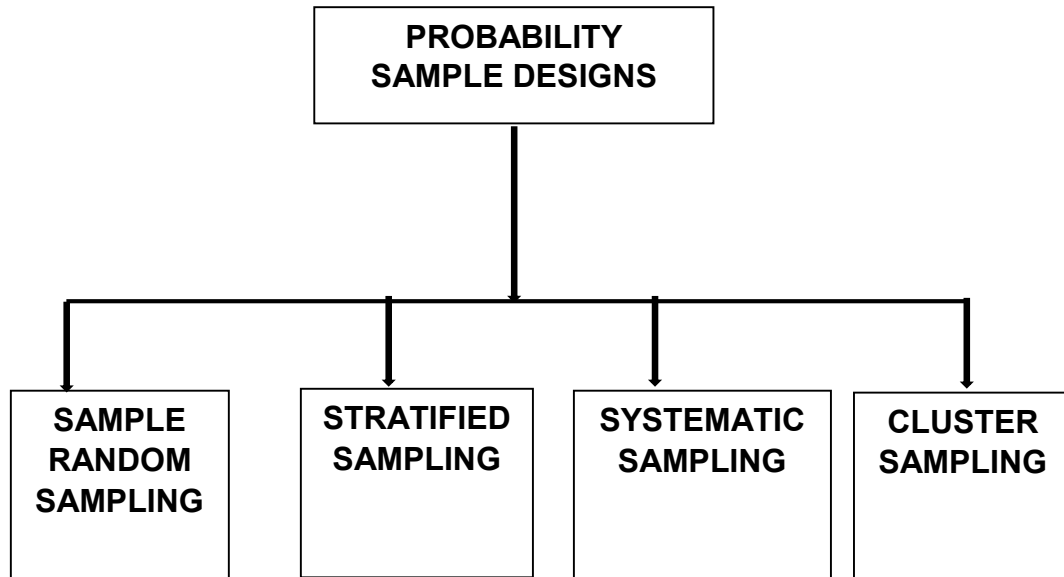 PROBABILITY
SAMPLE DESIGNS
SAMPLE
RANDOM
SAMPLING
STRATIFIED
SAMPLING
SYSTEMATIC
SAMPLING
CLUSTER
SAMPLING